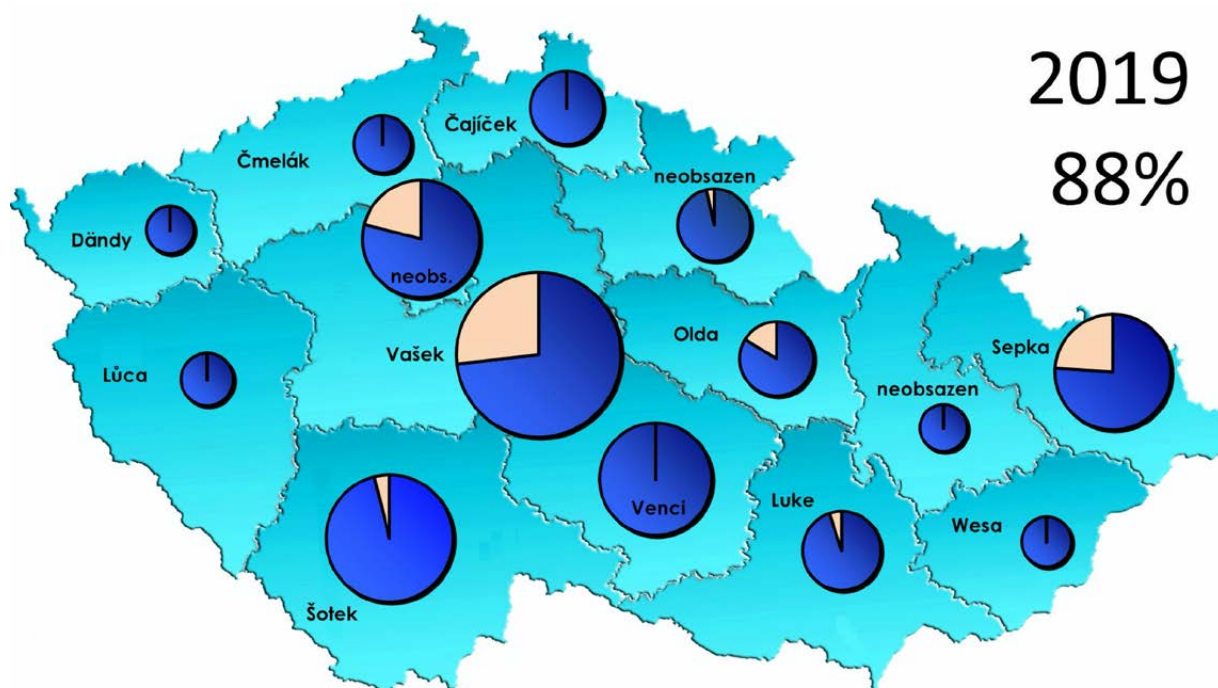 2019
88%
Čajíček
Čmelák
neobsazen
Dändy
neobs.
Olda
Vašek
Sepka
Lůca
neobsazen
Luke
Venci
Wesa
Šotek